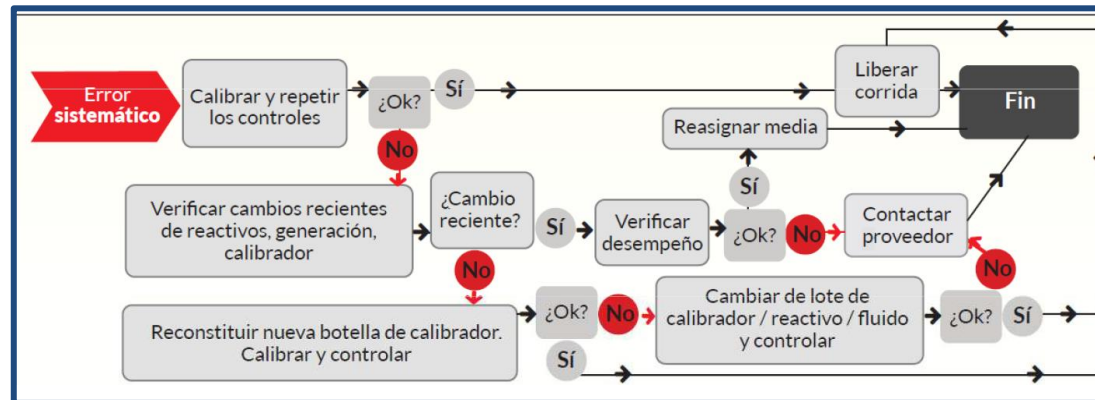 Error
sistemático
Calibrar y repetir
los controles
¿Ok?
Sí
Liberar
corrida
Fin
No
Reasignar media
Sí
Verificar cambios recientes
de reactivos, generación,
calibrador
¿Cambio
reciente?
Sí
Verificar
desempeño
¿Ok?
No
Contactar
proveedor
No
No
Reconstituir nueva botella de calibrador.
Calibrar y controlar
¿Ok?
No
Sí
Cambiar de lote de
calibrador / reactivo / fluido
y controlar
¿Ok?
Sí